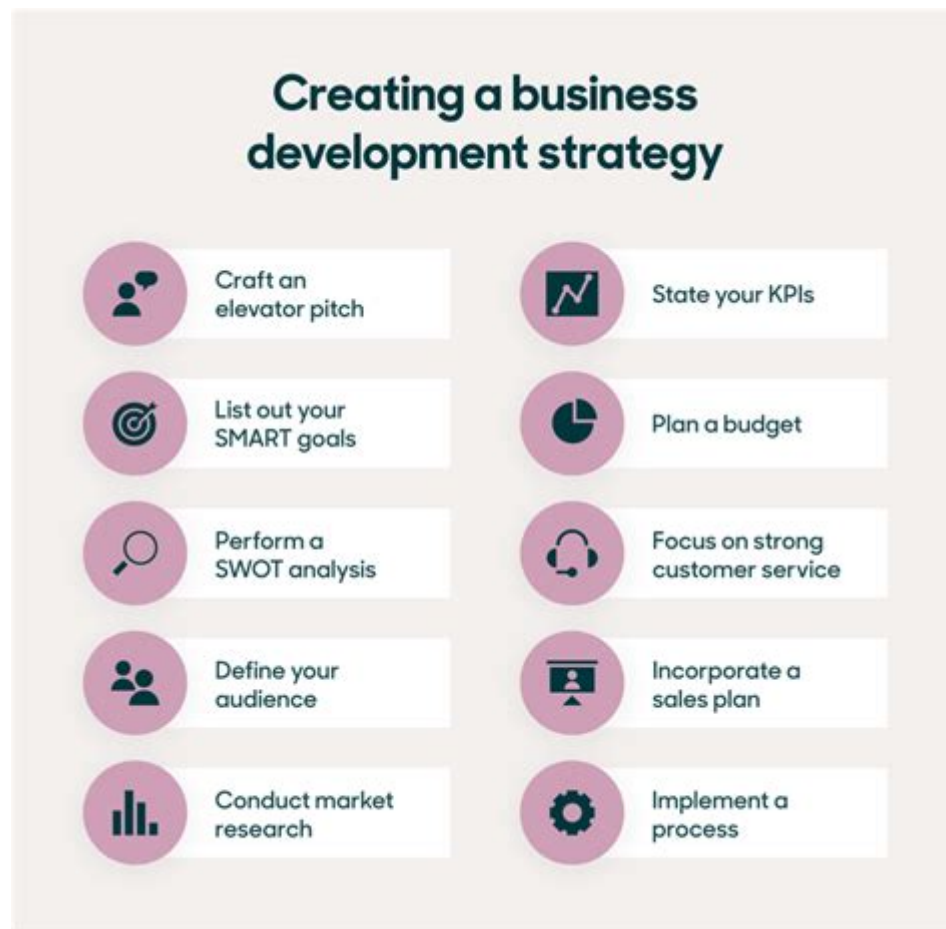 Creating a business
development strategy
Craft an
elevator pitch
List out your
SMART goals
Perform a
SWOT analysis
Define your
audience
Conduct market
research
State your KPIs
Plan a budget
Focus on strong
customer service
Incorporate a
sales plan
Implement a
process